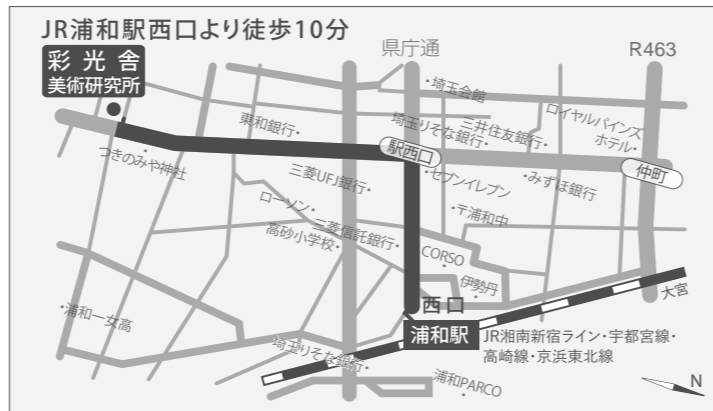 JR浦和駅西口より徒歩10分
彩光舎
美術研究所
県庁通
R463
・埼玉会館
東和銀行・
埼玉りそな銀行・
三井住友銀行・
ロイヤルパインズ
ホテル・
つきのみや神社
駅西口
仲町
三菱UFJ銀行・
・セブンイレブン
・みずほ銀行
ローソン・
三菱信託銀行・
・〒浦和中
高砂小学校・
CORSO
伊勢丹
・浦和一女高
西口
大宮
浦和駅
JR湘南新宿ライン・宇都宮線・
高崎線・京浜東北線
埼玉りそな銀行・
浦和PARCO
N